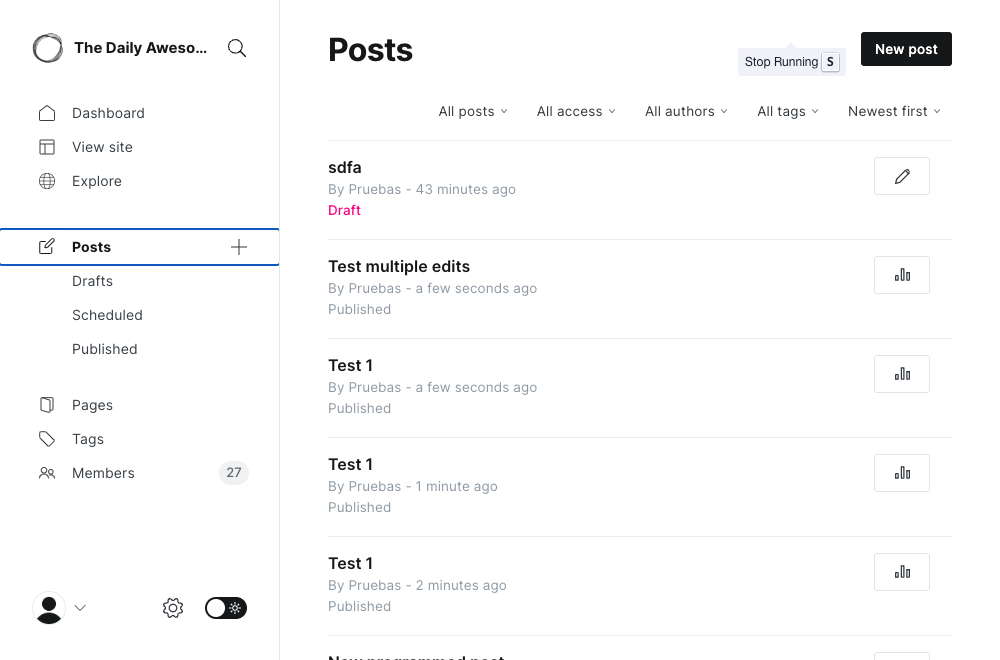 The Daily Aweso...
Dashboard
View site
Explore
Posts
Drafts
Scheduled
Published
Pages
Tags
Members 27
Posts
Stop Running S
New post
All posts All access All authors All tags Newest first
sdfa
By Pruebas - 43 minutes ago
Draft
Test multiple edits
By Pruebas - a few seconds ago
Published
Test 1
By Pruebas - a few seconds ago
Published
Test 1
By Pruebas - 1 minute ago
Published
Test 1
By Pruebas - 2 minutes ago
Published
New programmed post